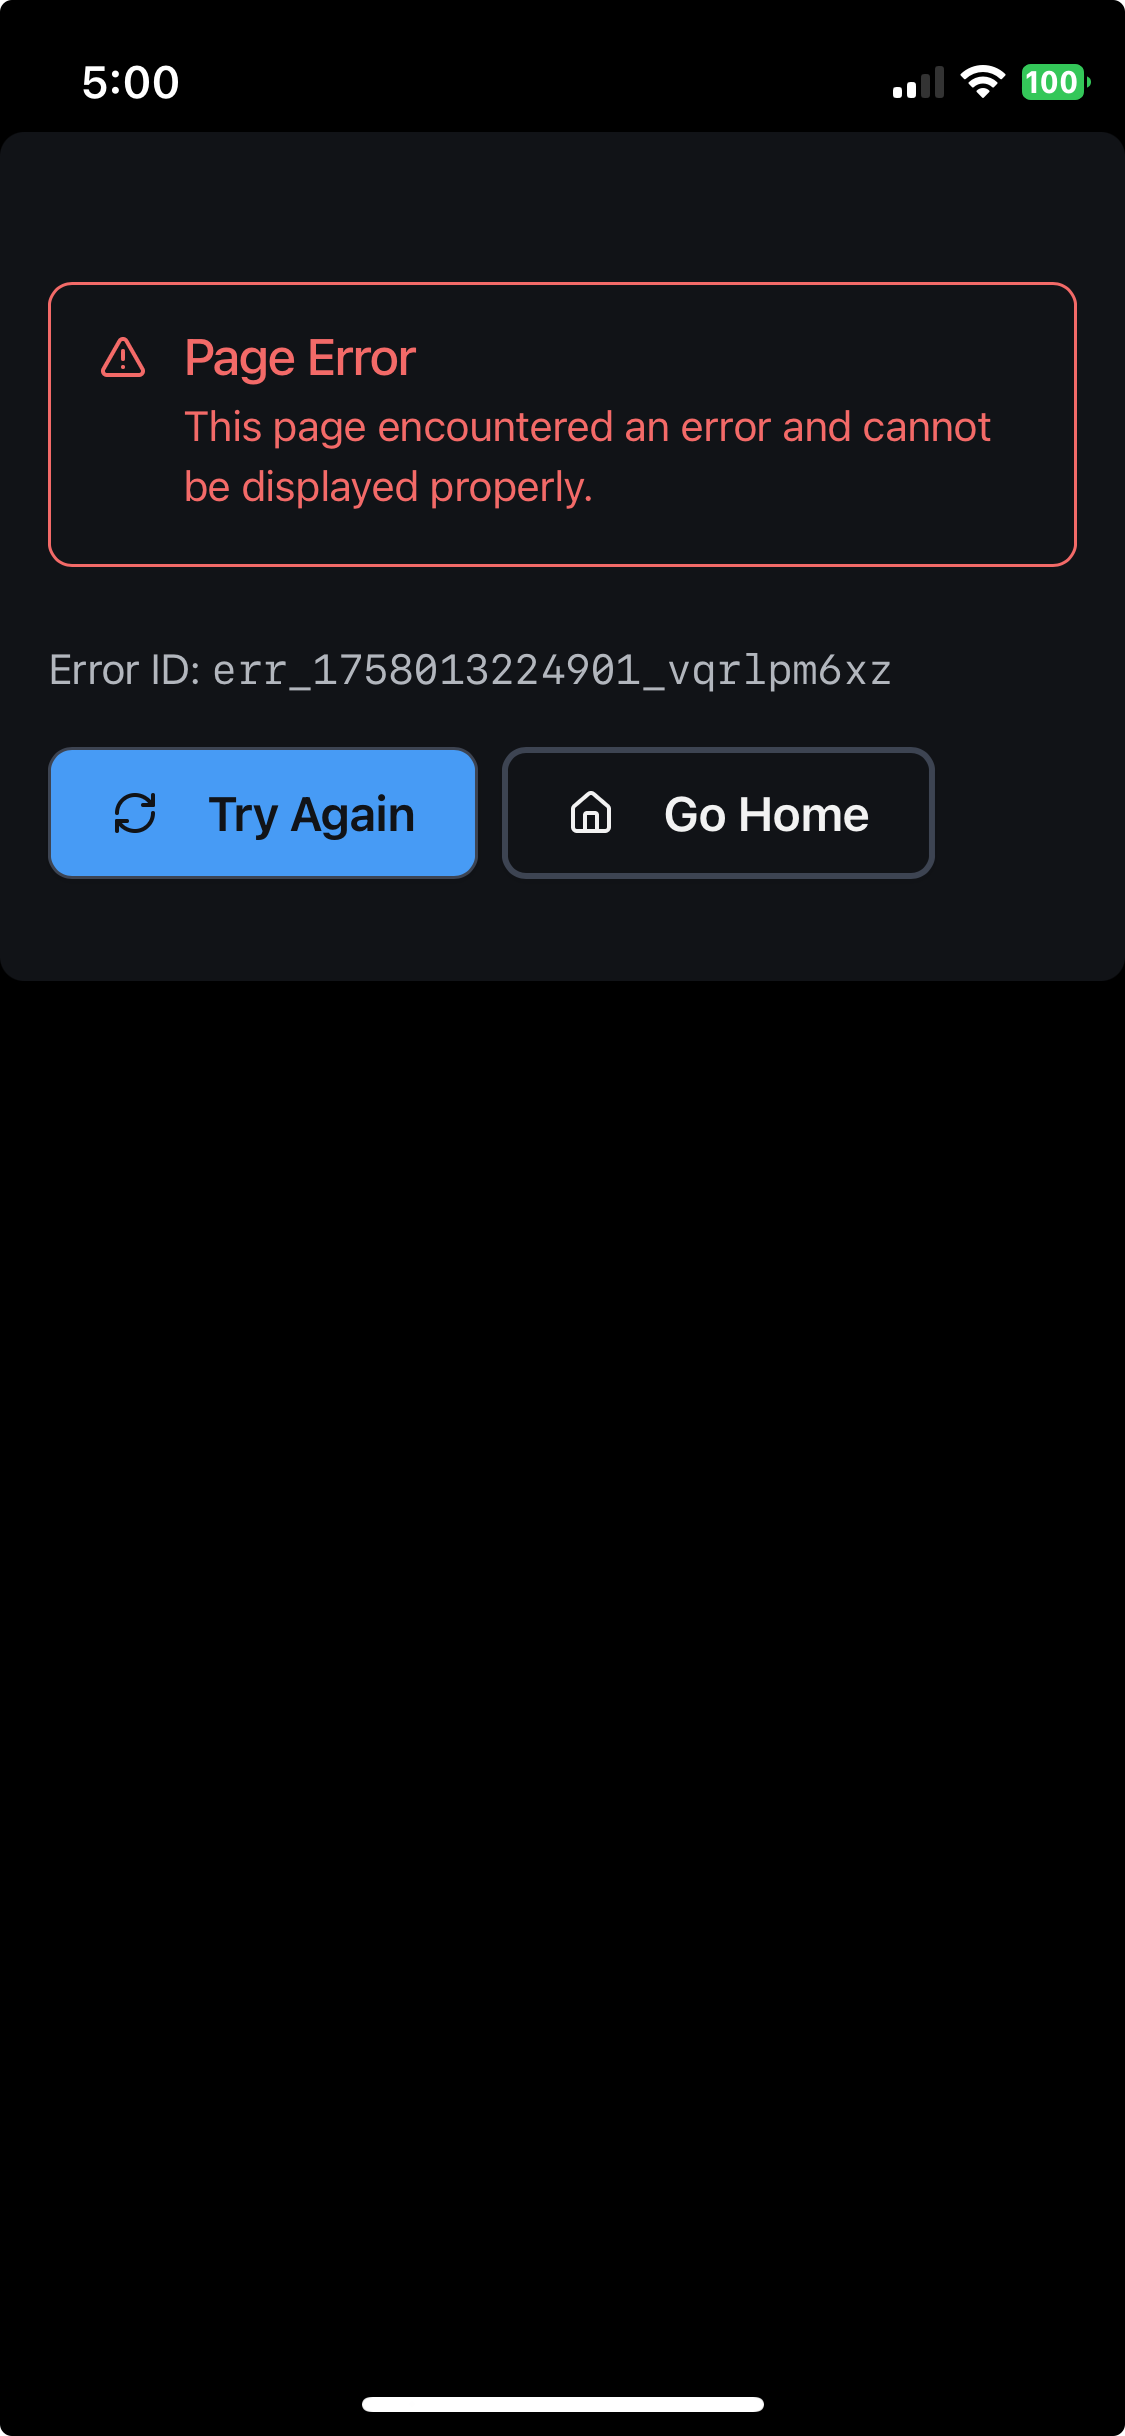 5:00
100
Page Error
This page encountered an error and cannot
be displayed properly.
Error ID: err_1758013224901_vqrlpm6xz
Try Again
Go Home